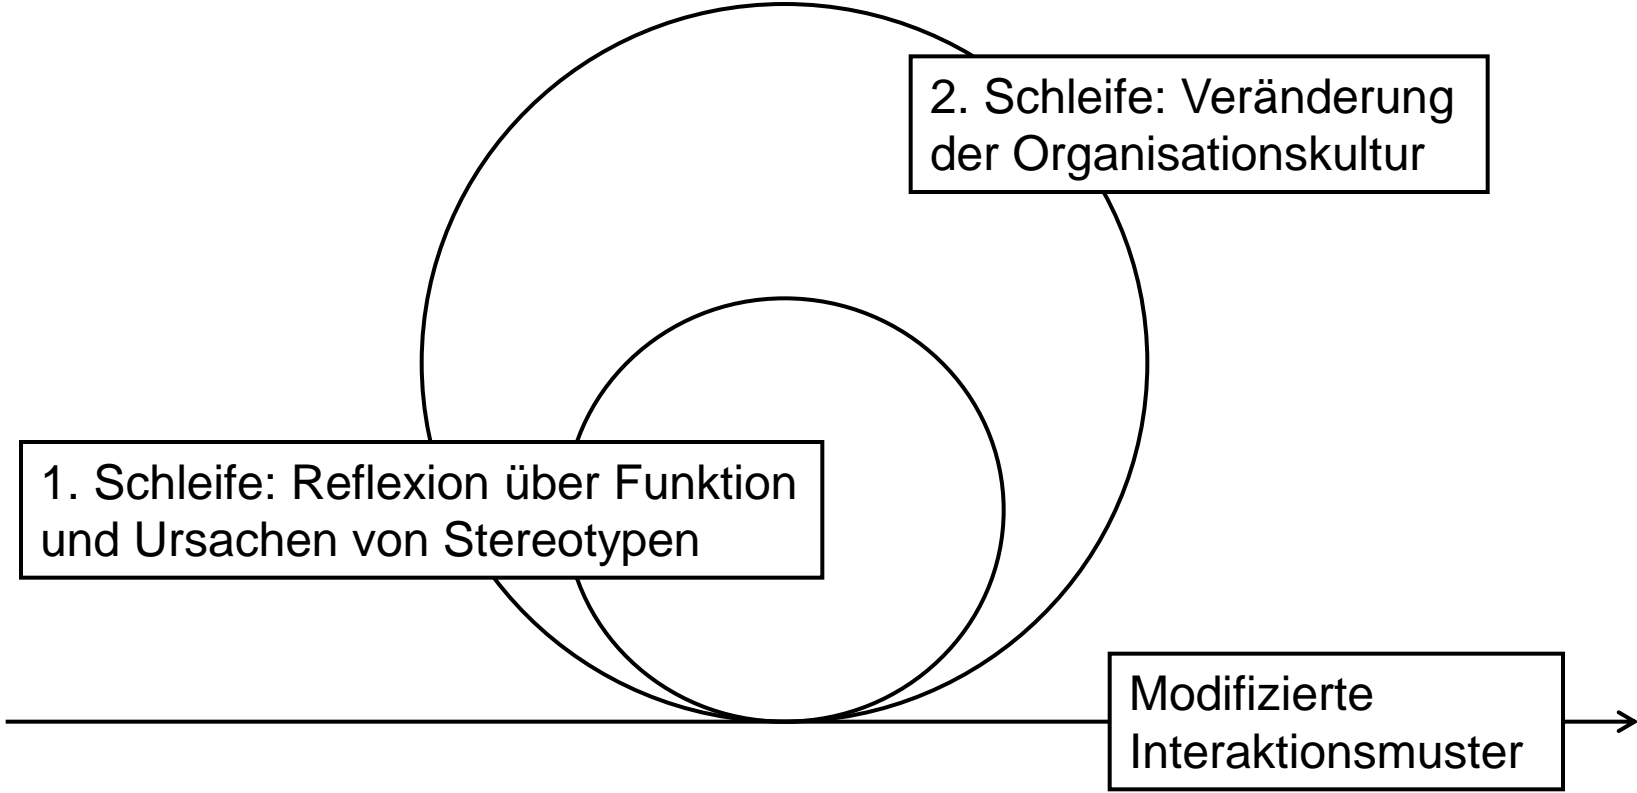 2. Schleife: Veränderung
der Organisationskultur
1. Schleife: Reflexion über Funktion
und Ursachen von Stereotypen
Modifizierte
Interaktionsmuster